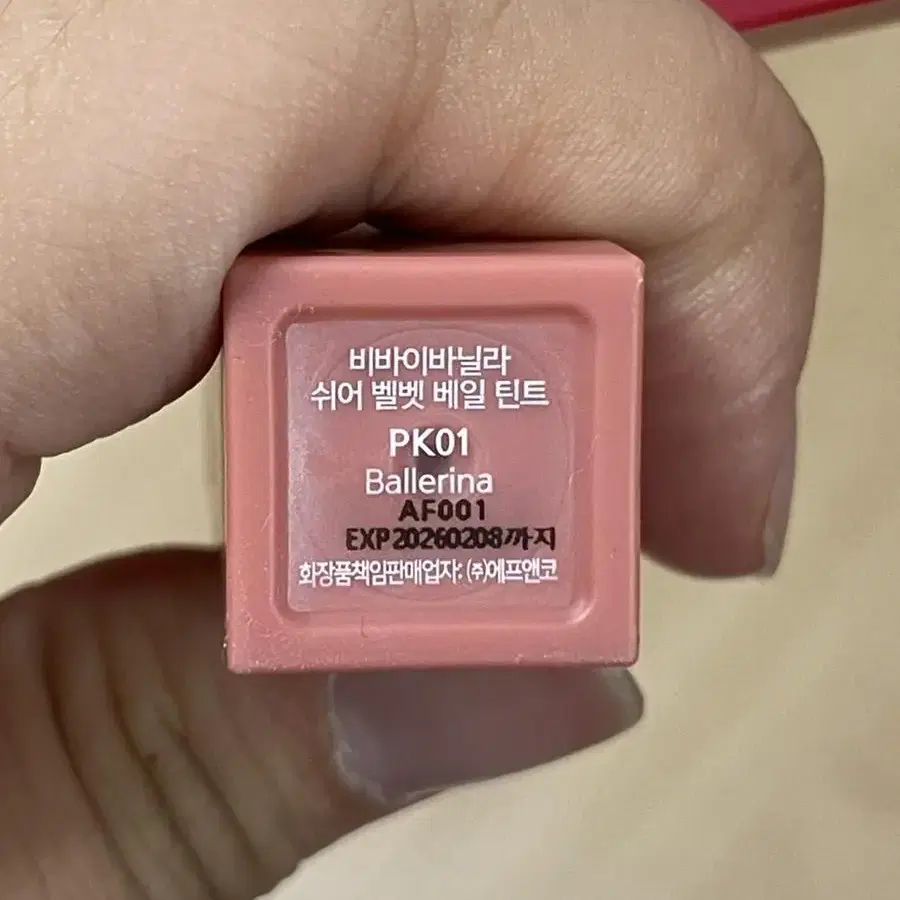 비바이바닐라
쉬어 벨벳 베일 틴트
PK01
Ballerina
AF001
EXP 20260208까지
화장품책임판매업자: (주)에프앤코